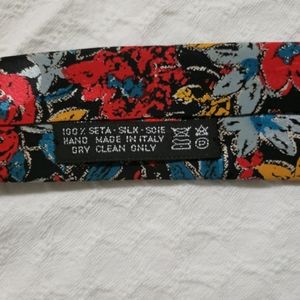 100% SETA - SILK - SOIE
HAND MADE IN ITALY
DRY CLEAN ONLY